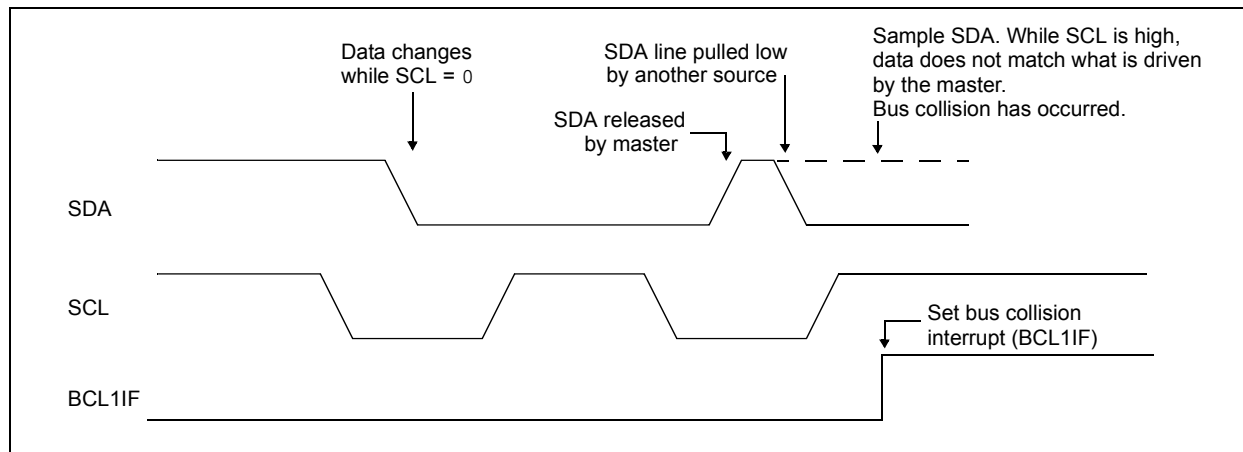 Data changes
while SCL = 0
SDA line pulled low
by another source
Sample SDA. While SCL is high,
data does not match what is driven
by the master.
Bus collision has occurred.
SDA released
by master
SDA
SCL
Set bus collision
interrupt (BCL1IF)
BCL1IF